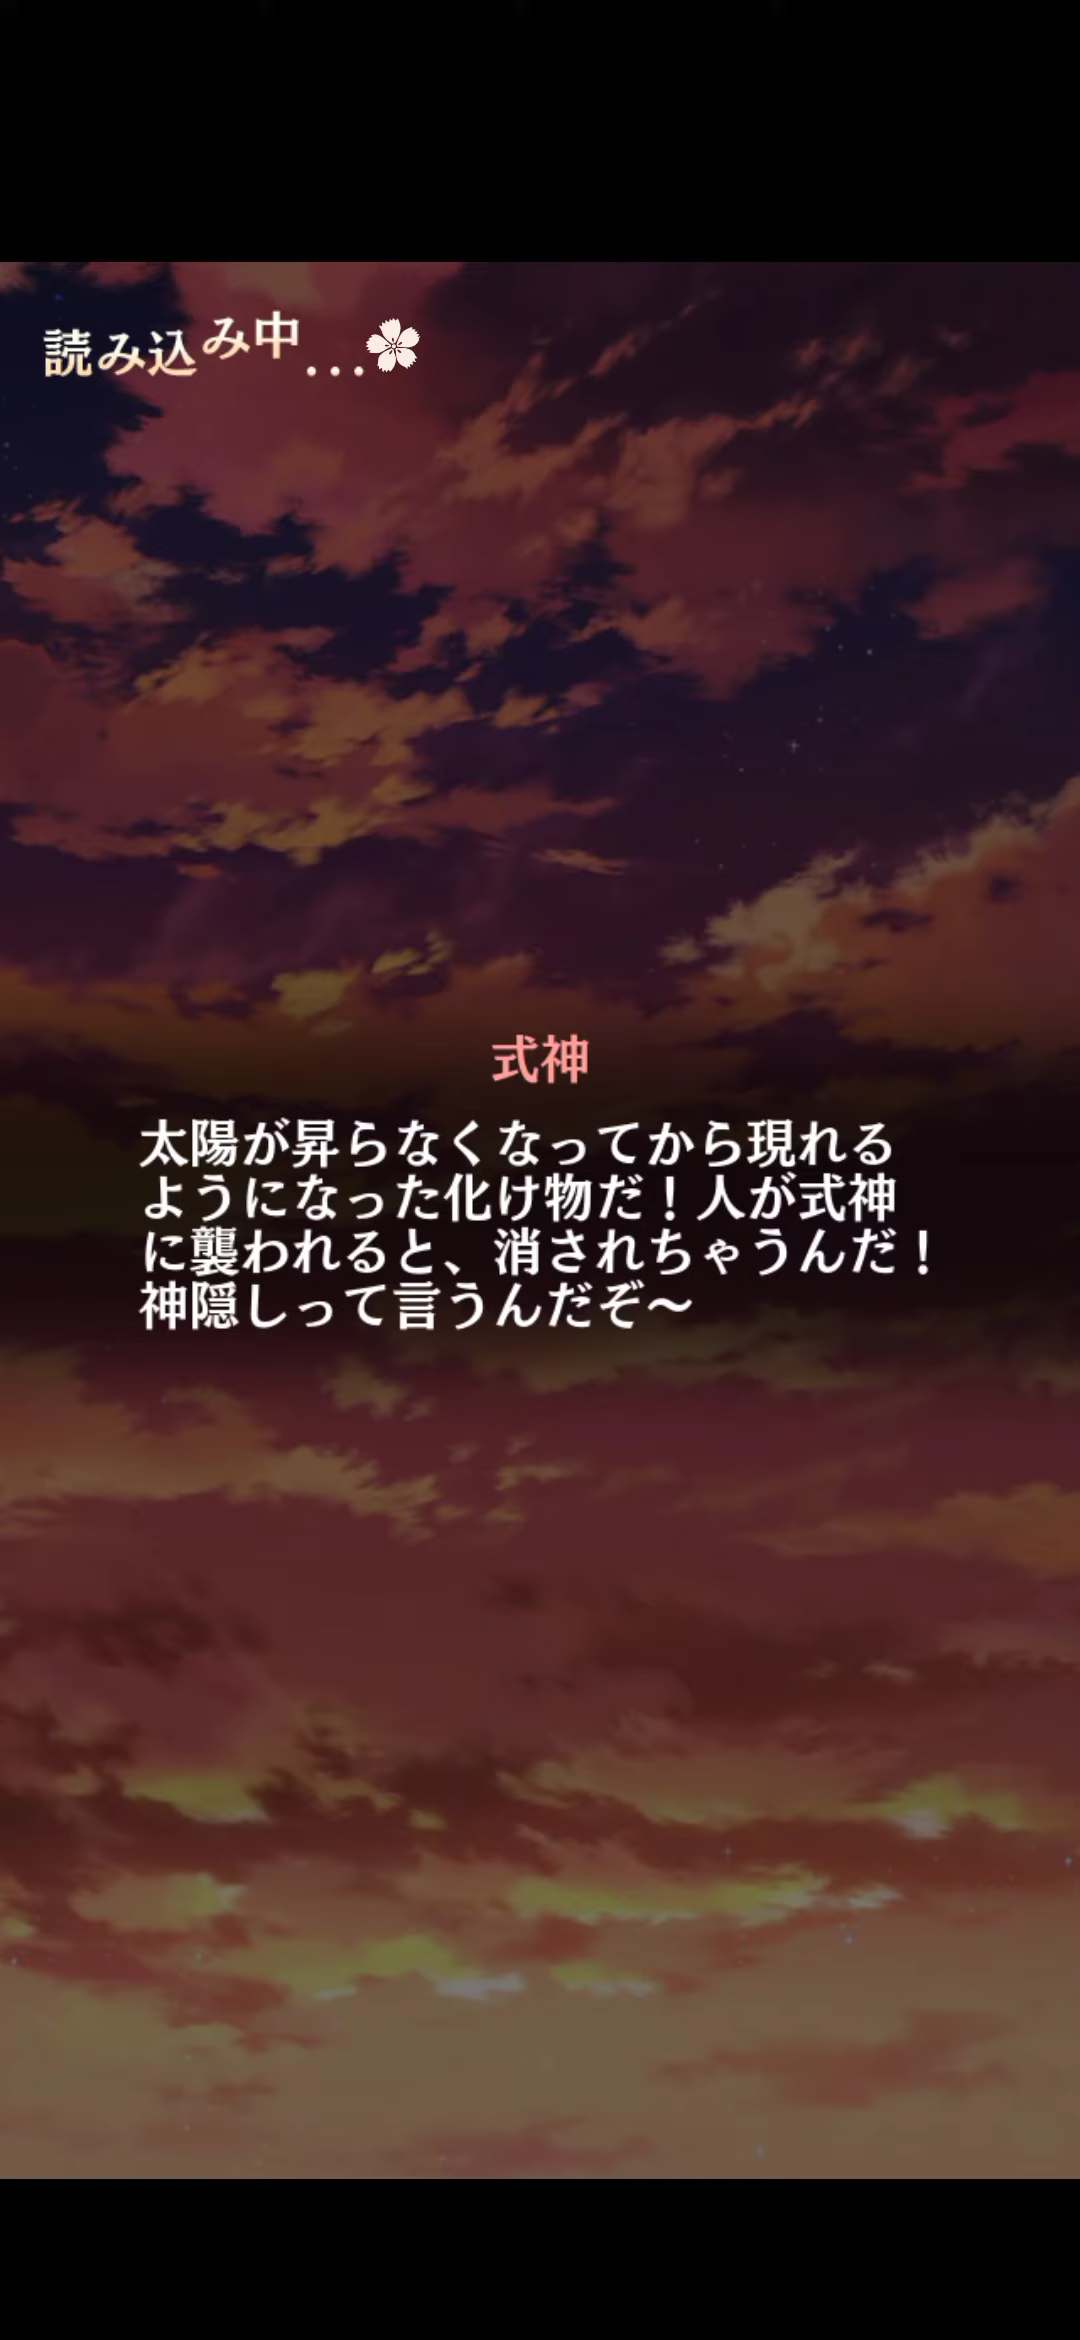 読み込み中...
式神
太陽が昇らなくなってから現れる
ようになった化け物だ！人が式神
に襲われると、消されちゃうんだ！
神隠しって言うんだぞ～